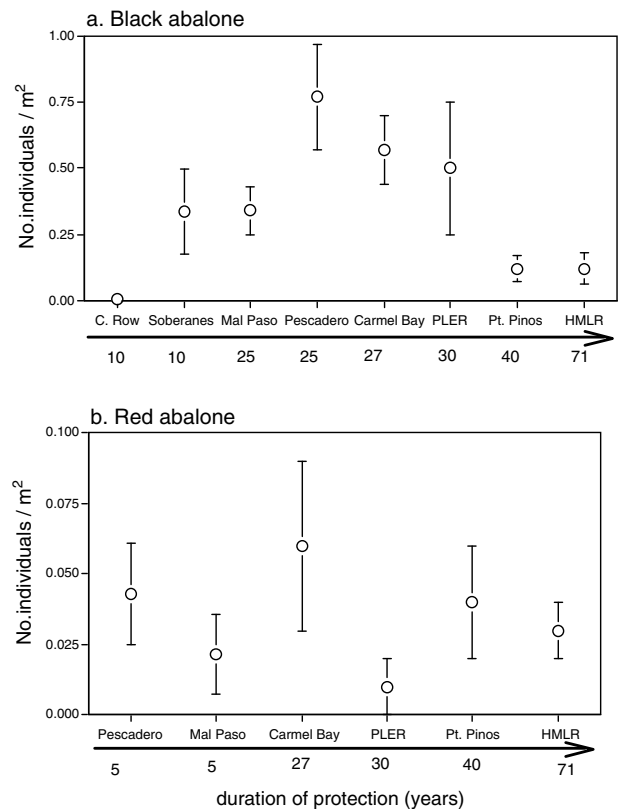 a. Black abalone
No.individuals / m²
1.00
0.75
0.50
0.25
0.00
C. Row Soberanes Mal Paso Pescadero Carmel Bay PLER Pt. Pinos HMLR
10 10 25 25 27 30 40 71
b. Red abalone
No.individuals / m²
0.100
0.075
0.050
0.025
0.000
Pescadero Mal Paso Carmel Bay PLER Pt. Pinos HMLR
5 5 27 30 40 71
duration of protection (years)